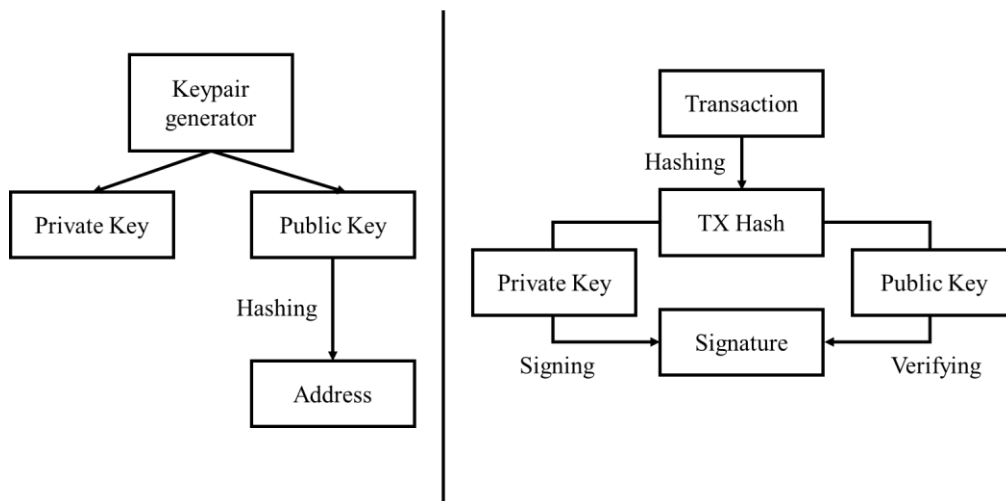 Keypair
generator
Private Key
Public Key
Hashing
Address
Transaction
Hashing
TX Hash
Private Key
Public Key
Signature
Signing
Verifying